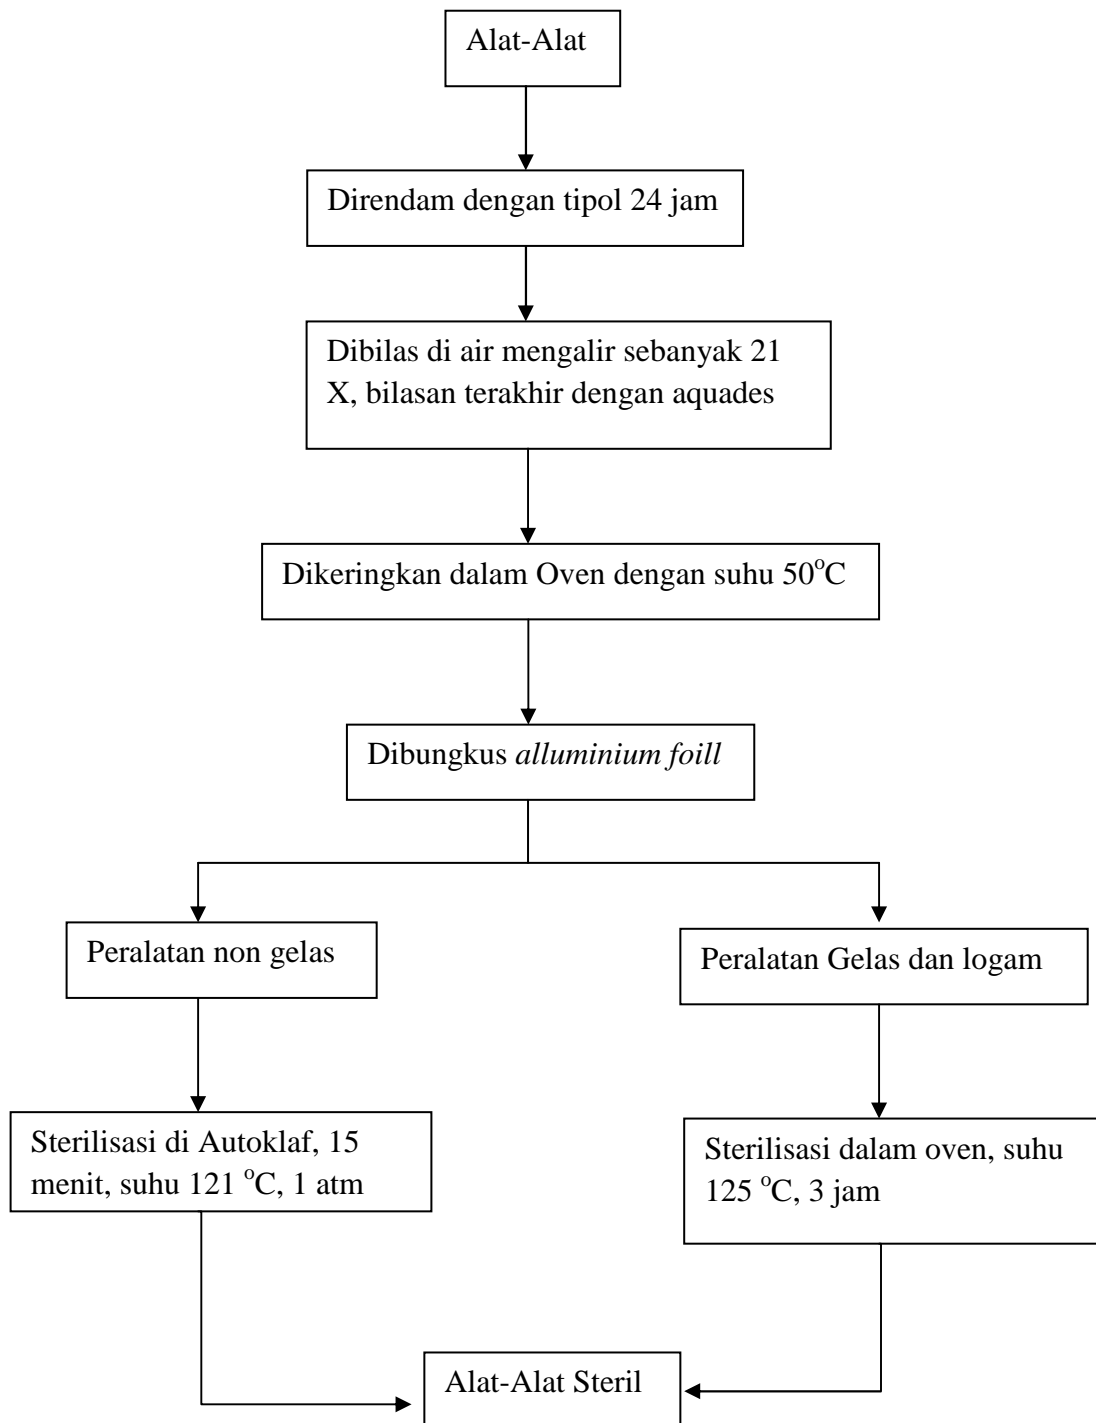 Alat-Alat
Direndam dengan tipol 24 jam
Dibilas di air mengalir sebanyak 21
X, bilasan terakhir dengan aquades
Dikeringkan dalam Oven dengan suhu 50°C
Dibungkus alluminium foill
Peralatan non gelas
Peralatan Gelas dan logam
Sterilisasi di Autoklaf, 15
menit, suhu 121 °C, 1 atm
Sterilisasi dalam oven, suhu
125 °C, 3 jam
Alat-Alat Steril